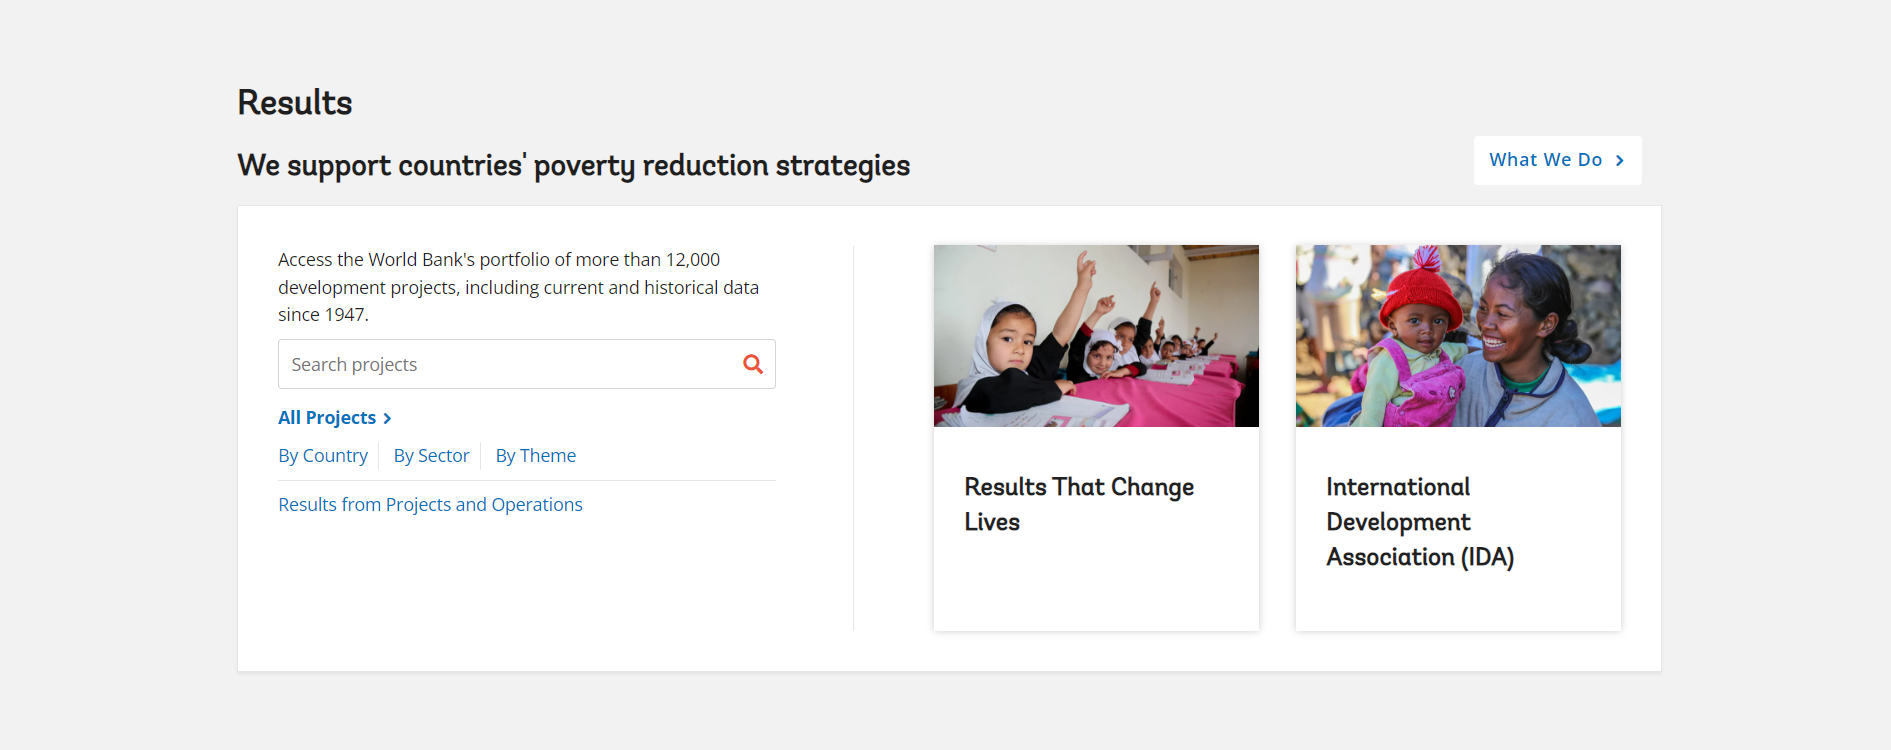 Results
We support countries' poverty reduction strategies
What We Do
Access the World Bank's portfolio of more than 12,000
development projects, including current and historical data
since 1947.
Search projects
All Projects
By Country
By Sector
By Theme
Results from Projects and Operations
Results That Change
Lives
International
Development
Association (IDA)